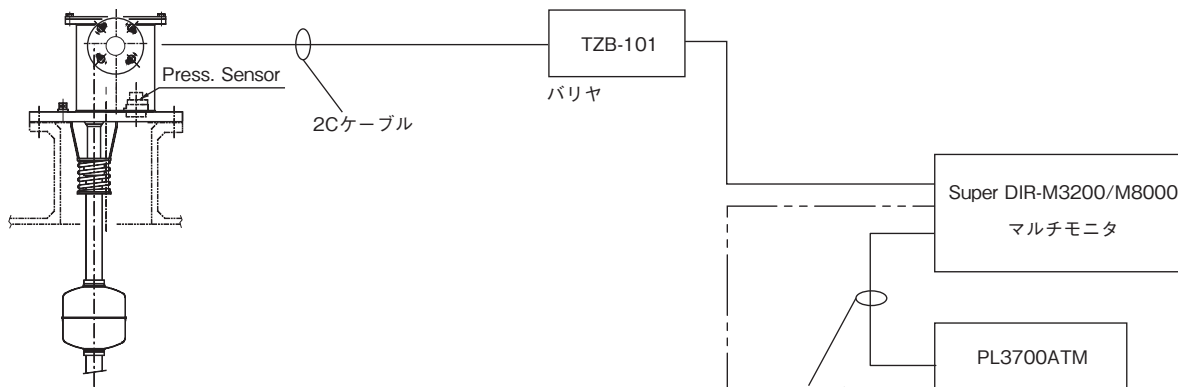 TZB-101
Press. Sensor
バリヤ
2Cケーブル
Super DIR-M3200/M8000
マルチモニタ
PL3700ATM